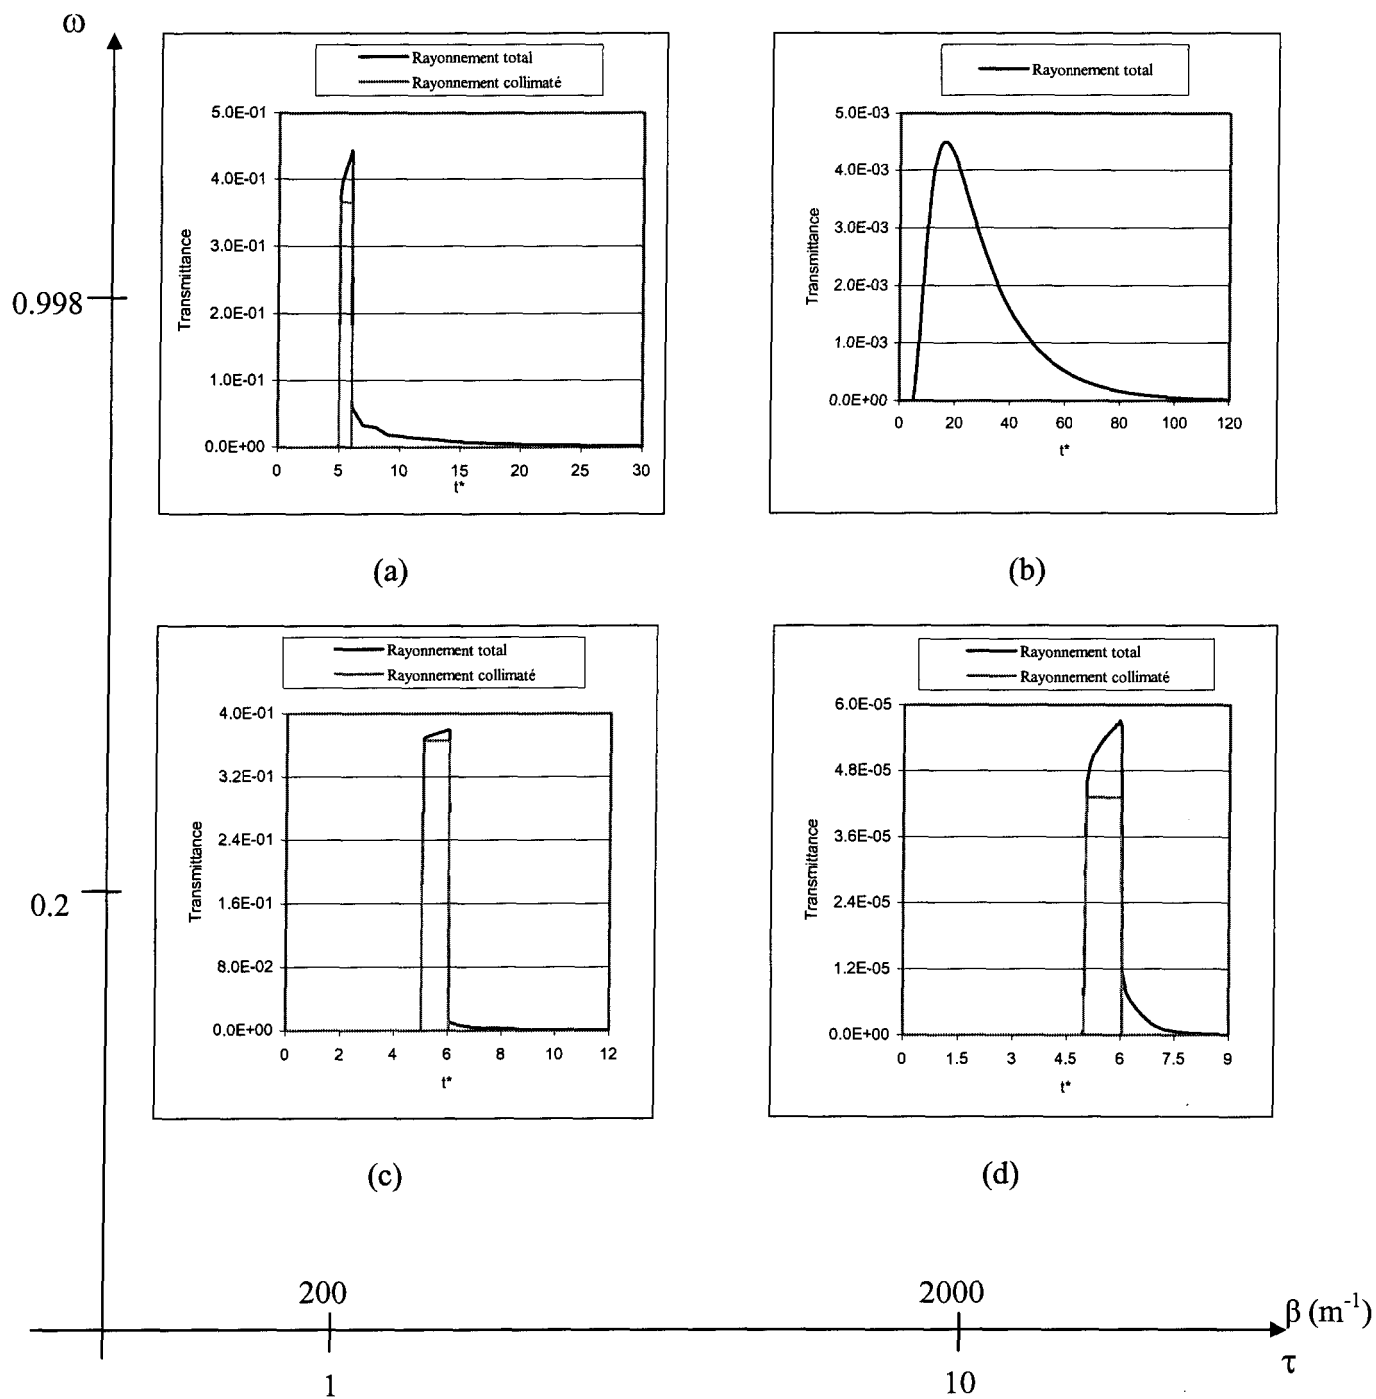 ω
Rayonnement total
Rayonnement collimaté
5.0E-01
4.0E-01
3.0E-01
2.0E-01
1.0E-01
0.0E+00
Transmittance
0 5 10 15 20 25 30
t*
(a)
Rayonnement total
5.0E-03
4.0E-03
3.0E-03
2.0E-03
1.0E-03
0.0E+00
Transmittance
0 20 40 60 80 100 120
t*
(b)
0.998
Rayonnement total
Rayonnement collimaté
4.0E-01
3.2E-01
2.4E-01
1.6E-01
8.0E-02
0.0E+00
Transmittance
0 2 4 6 8 10 12
t*
(c)
Rayonnement total
Rayonnement collimaté
6.0E-05
4.8E-05
3.6E-05
2.4E-05
1.2E-05
0.0E+00
Transmittance
0 1.5 3 4.5 6 7.5 9
t*
(d)
0.2
200 2000 β (m⁻¹)
1 10 τ